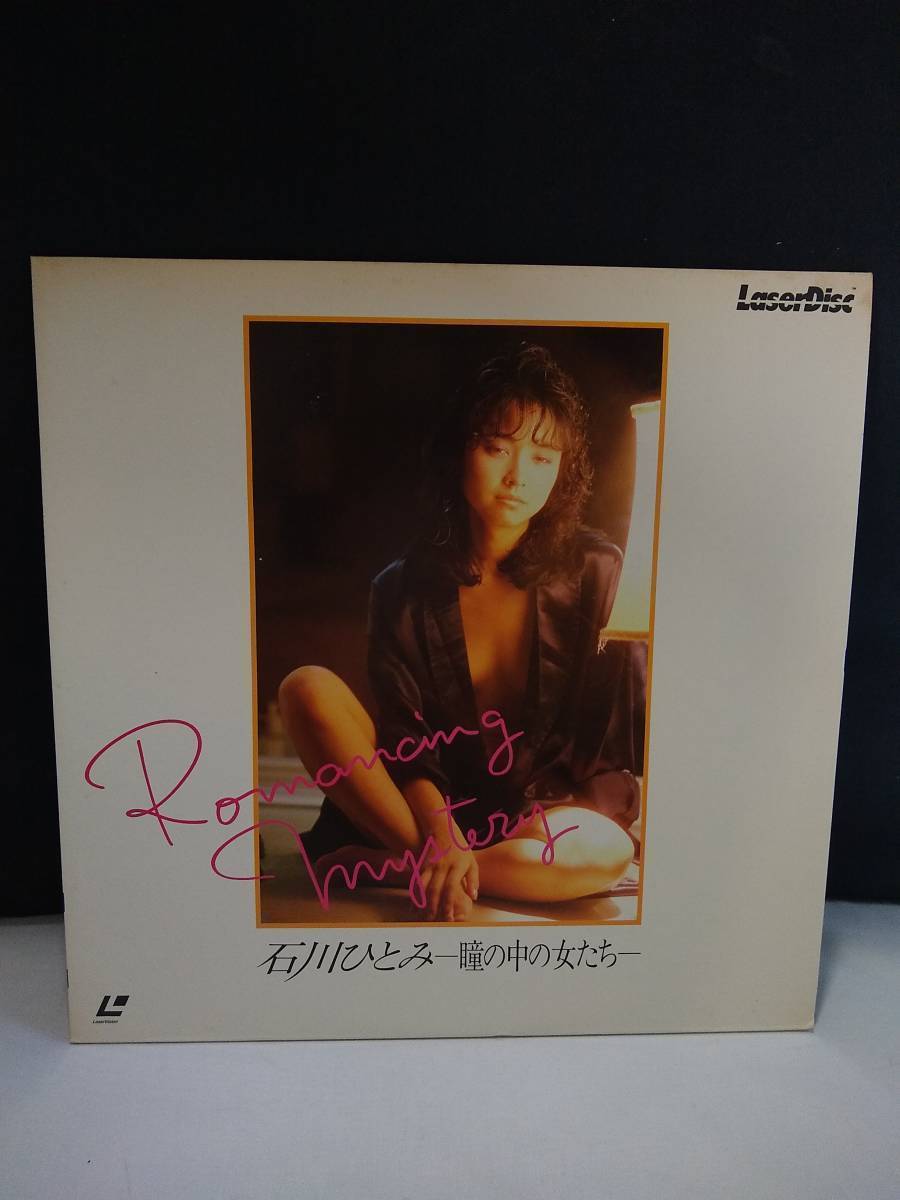 LaserDisc
Romancing
mystery
石川ひとみ―瞳の中の女たち―
LaserVision